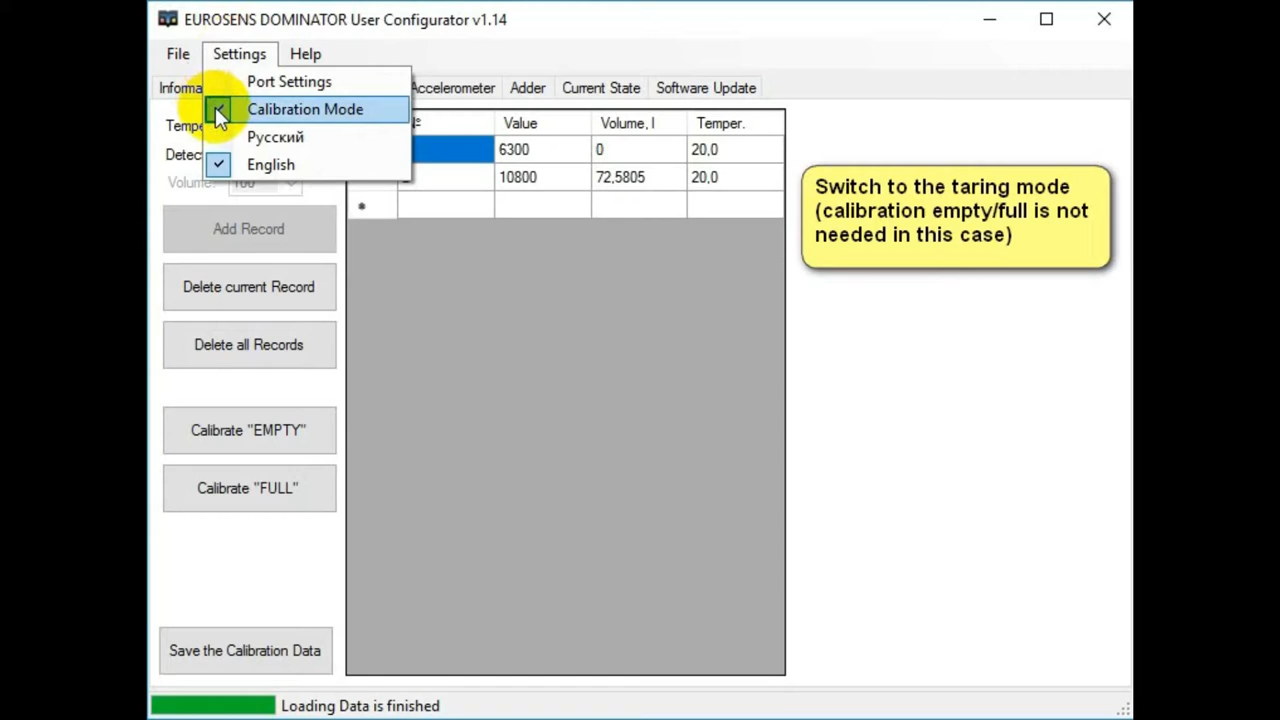 EUROSENS DOMINATOR User Configurator v1.14
File Settings Help
Port Settings
Calibration Mode
Русский
English
Accelerometer Adder Current State Software Update
Volume: 100
№ Value Volume, l Temper.
6300 0 20,0
10800 72,5805 20,0
*
Add Record
Delete current Record
Delete all Records
Calibrate "EMPTY"
Calibrate "FULL"
Save the Calibration Data
Switch to the taring mode
(calibration empty/full is not
needed in this case)
Loading Data is finished